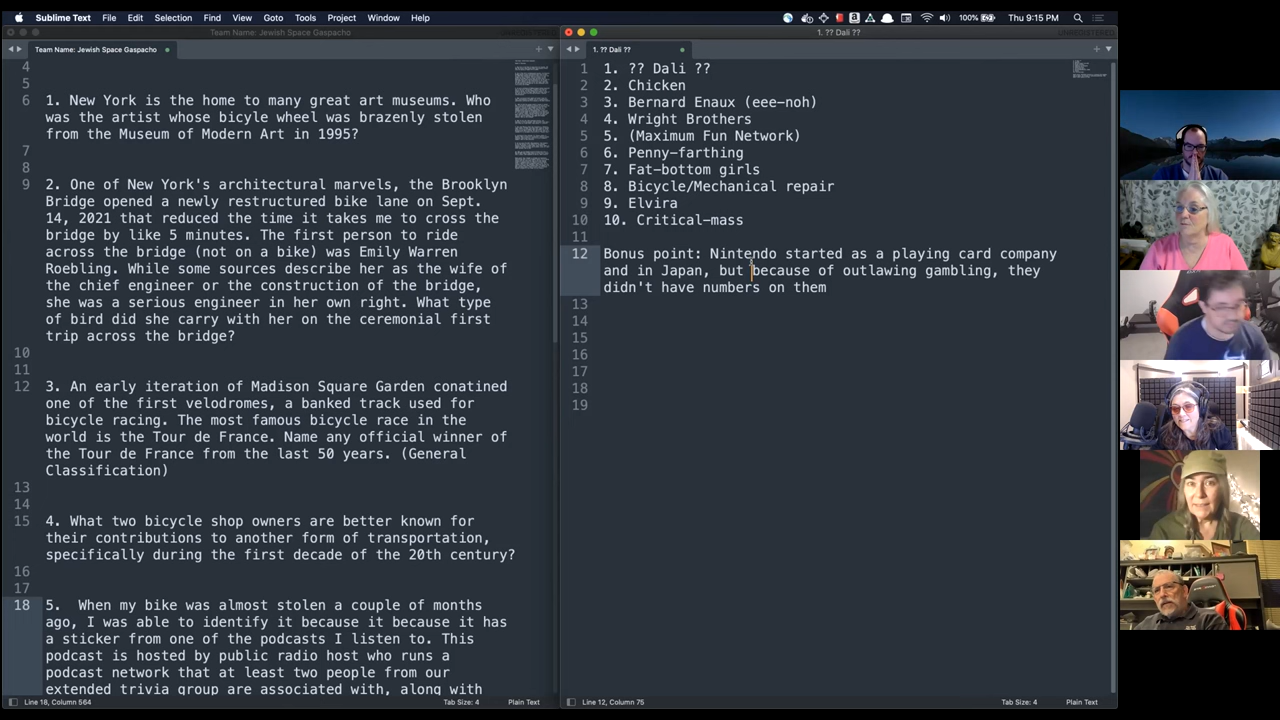 Sublime Text File Edit Selection Find View Goto Tools Project Window Help 100% Thu 9:15 PM
Team Name: Jewish Space Gaspacho UNREGISTERED
Team Name: Jewish Space Gaspacho
4
5
6 1. New York is the home to many great art museums. Who
was the artist whose bicyle wheel was brazenly stolen
from the Museum of Modern Art in 1995?
7
8
9 2. One of New York's architectural marvels, the Brooklyn
Bridge opened a newly restructured bike lane on Sept.
14, 2021 that reduced the time it takes me to cross the
bridge by like 5 minutes. The first person to ride
across the bridge (not on a bike) was Emily Warren
Roebling. While some sources describe her as the wife of
the chief engineer or the construction of the bridge,
she was a serious engineer in her own right. What type
of bird did she carry with her on the ceremonial first
trip across the bridge?
10
11
12 3. An early iteration of Madison Square Garden conatined
one of the first velodromes, a banked track used for
bicycle racing. The most famous bicycle race in the
world is the Tour de France. Name any official winner of
the Tour de France from the last 50 years. (General
Classification)
13
14
15 4. What two bicycle shop owners are better known for
their contributions to another form of transportation,
specifically during the first decade of the 20th century?
16
17
18 5. When my bike was almost stolen a couple of months
ago, I was able to identify it because it because it has
a sticker from one of the podcasts I listen to. This
podcast is hosted by public radio host who runs a
podcast network that at least two people from our
extended trivia group are associated with, along with
Line 18, Column 564 Tab Size: 4 Plain Text
1. ?? Dali ?? UNREGISTERED
1. ?? Dali ??
1 1. ?? Dali ??
2 2. Chicken
3 3. Bernard Enaux (eee-noh)
4 4. Wright Brothers
5 5. (Maximum Fun Network)
6 6. Penny-farthing
7 7. Fat-bottom girls
8 8. Bicycle/Mechanical repair
9 9. Elvira
10 10. Critical-mass
11
12 Bonus point: Nintendo started as a playing card company
and in Japan, but because of outlawing gambling, they
didn't have numbers on them
13
14
15
16
17
18
19
Line 12, Column 75 Tab Size: 4 Plain Text